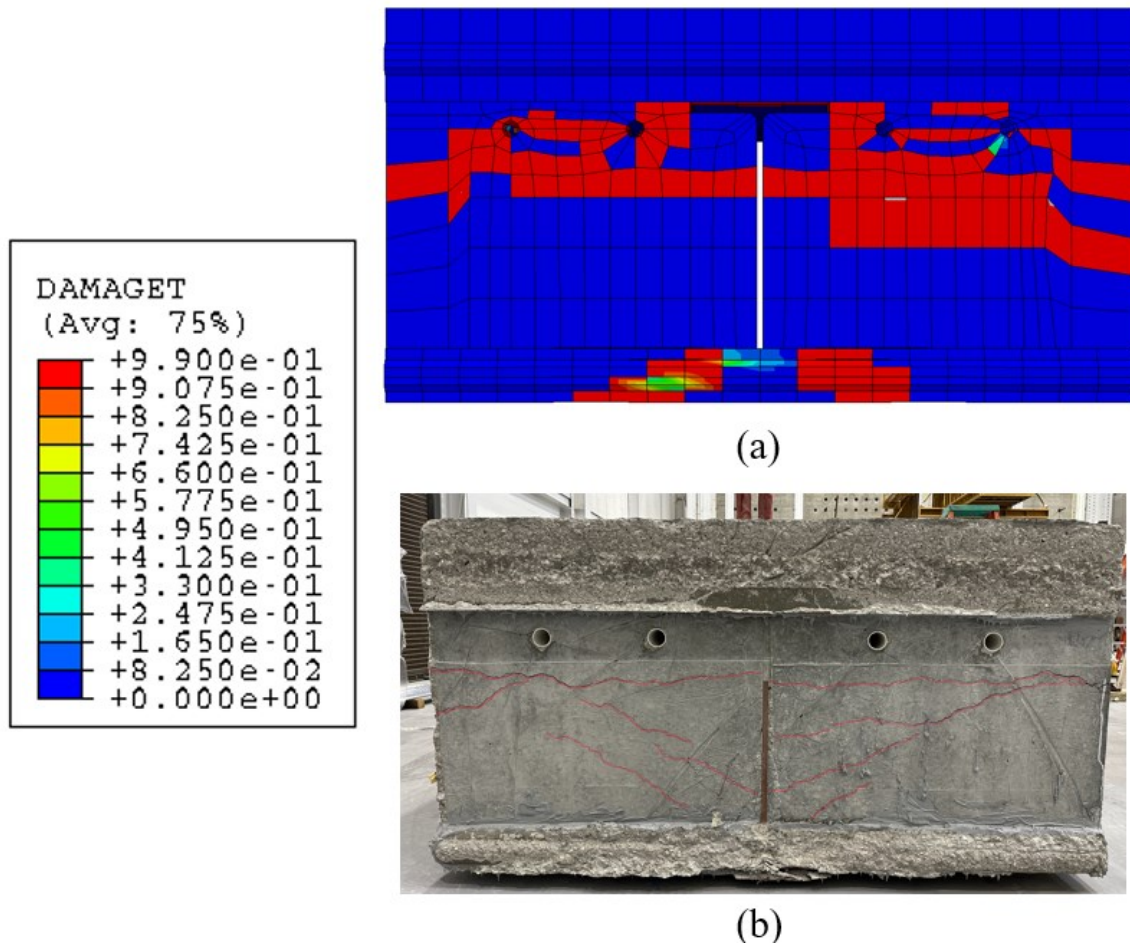 DAMAGET
(Avg: 75%)
+9.900e-01
+9.075e-01
+8.250e-01
+7.425e-01
+6.600e-01
+5.775e-01
+4.950e-01
+4.125e-01
+3.300e-01
+2.475e-01
+1.650e-01
+8.250e-02
+0.000e+00
(a)
(b)